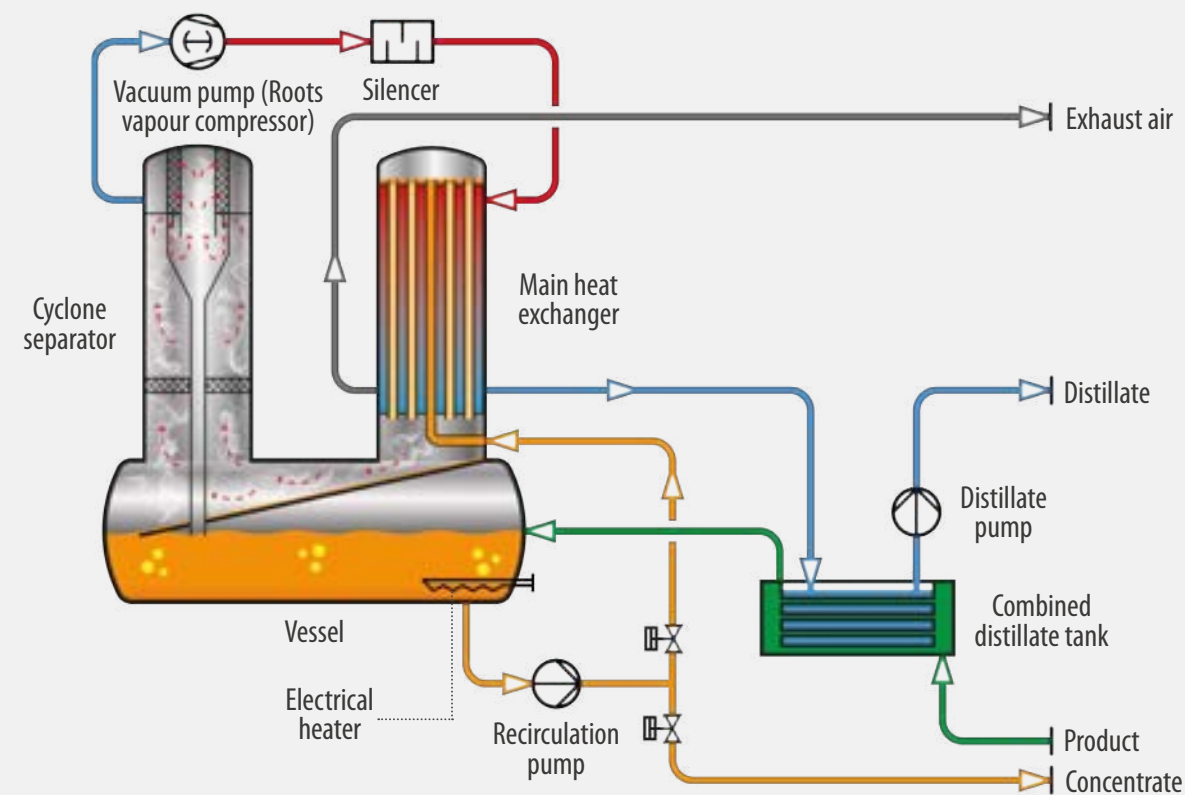 Vacuum pump (Roots
vapour compressor)
Silencer
Exhaust air
Main heat
exchanger
Cyclone
separator
Distillate
Distillate
pump
Combined
distillate tank
Vessel
Electrical
heater
Recirculation
pump
Product
Concentrate